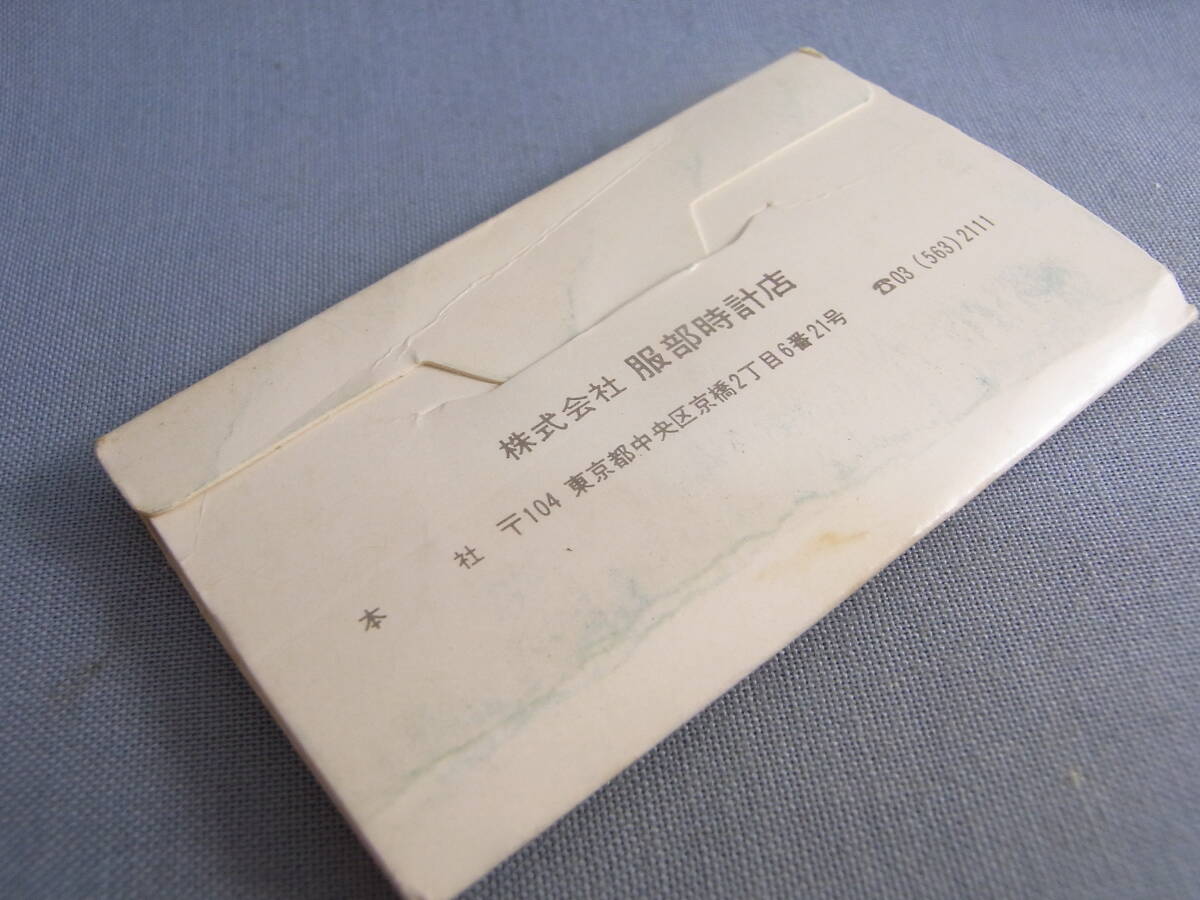 株式会社 服部時計店
本 社 〒104 東京都中央区京橋2丁目6番21号 ☎03(563)2111